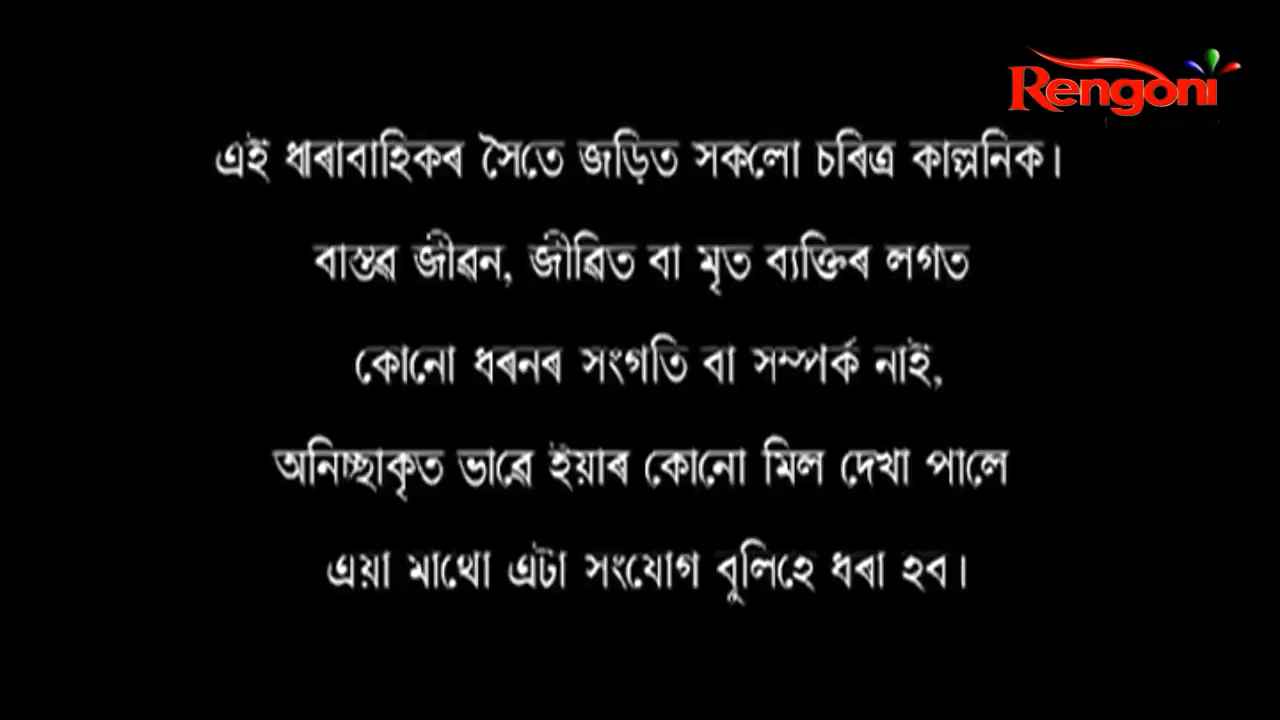 Rengoni
এই ধাৰাবাহিকৰ সৈতে জড়িত সকলো চৰিত্ৰ কাল্পনিক।
বাস্তৱ জীৱন, জীৱিত বা মৃত ব্যক্তিৰ লগত
কোনো ধৰনৰ সংগতি বা সম্পৰ্ক নাই,
অনিচ্ছাকৃত ভাৱে ইয়াৰ কোনো মিল দেখা পালে
এয়া মাথো এটা সংযোগ বুলিহে ধৰা হব।